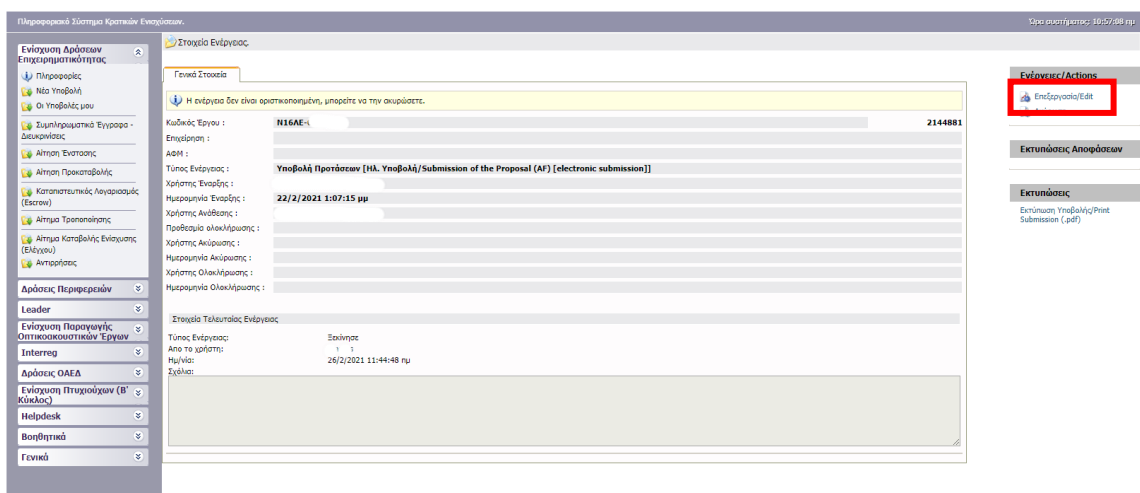 Πληροφοριακό Σύστημα Κρατικών Ενισχύσεων.
Ώρα συστήματος: 10:57:08 πμ
Ενίσχυση Δράσεων
Επιχειρηματικότητας
Πληροφορίες
Νέα Υποβολή
Οι Υποβολές μου
Συμπληρωματικά Έγγραφα -
Διευκρινίσεις
Αίτηση Ένστασης
Αίτηση Προκαταβολής
Καταπιστευτικός Λογαριασμός
(Escrow)
Αίτημα Τροποποίησης
Αίτημα Καταβολής Ενίσχυσης
(Ελέγχου)
Αντιρρήσεις
Δράσεις Περιφερειών
Leader
Ενίσχυση Παραγωγής
Οπτικοακουστικών Έργων
Interreg
Δράσεις ΟΑΕΔ
Ενίσχυση Πτυχιούχων (Β'
Κύκλος)
Helpdesk
Βοηθητικά
Γενικά
Στοιχεία Ενέργειας.
Γενικά Στοιχεία
Η ενέργεια δεν είναι οριστικοποιημένη, μπορείτε να την ακυρώσετε.
Κωδικός Έργου : Ν16ΛΕ- 2144881
Επιχείρηση :
ΑΦΜ :
Τύπος Ενέργειας : Υποβολή Προτάσεων [Ηλ. Υποβολή/Submission of the Proposal (AF) [electronic submission]]
Χρήστης Έναρξης :
Ημερομηνία Έναρξης : 22/2/2021 1:07:15 μμ
Χρήστης Ανάθεσης :
Προθεσμία ολοκλήρωσης :
Χρήστης Ακύρωσης :
Ημερομηνία Ακύρωσης :
Χρήστης Ολοκλήρωσης :
Ημερομηνία Ολοκλήρωσης :
Στοιχεία Τελευταίας Ενέργειας
Τύπος Ενέργειας: Ξεκίνησε
Απο το χρήστη:
Ημ/νία: 26/2/2021 11:44:48 πμ
Σχόλια:
Ενέργειες/Actions
Επεξεργασία/Edit
Εκτυπώσεις Αποφάσεων
Εκτυπώσεις
Εκτύπωση Υποβολής/Print
Submission (.pdf)